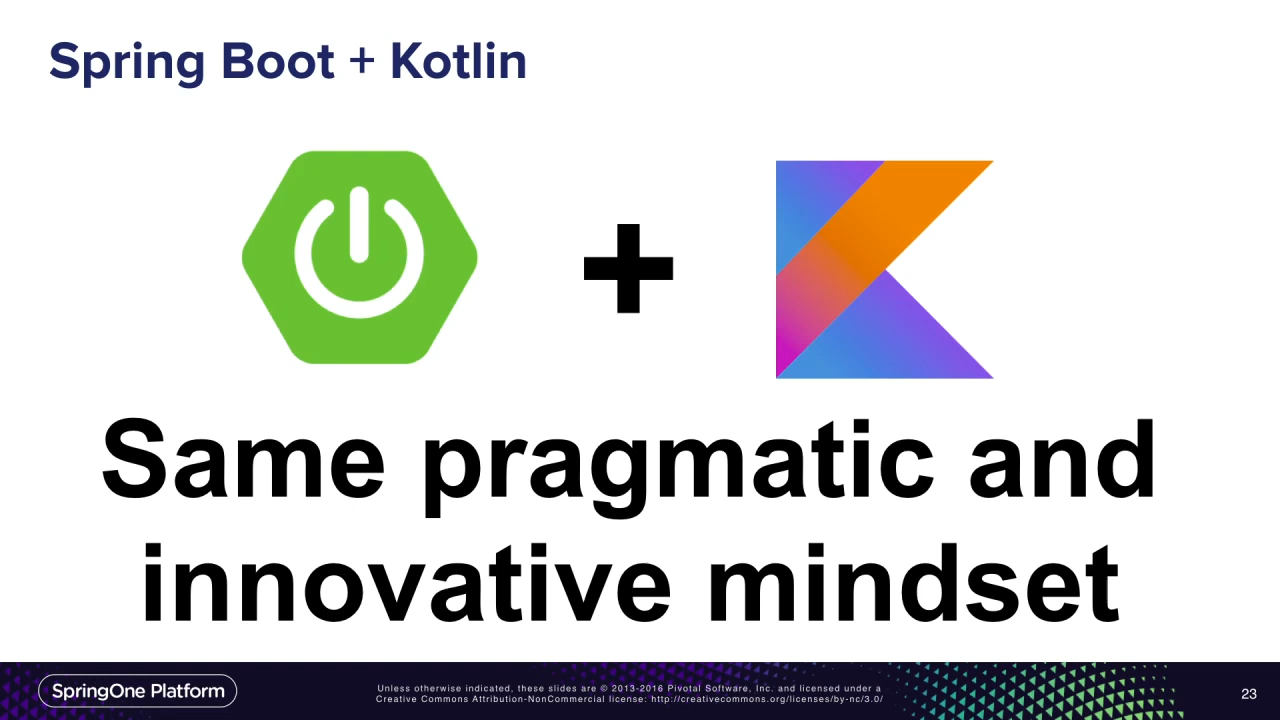 Spring Boot + Kotlin
+
Same pragmatic and
innovative mindset
SpringOne Platform
Unless otherwise indicated, these slides are © 2013-2016 Pivotal Software, Inc. and licensed under a
Creative Commons Attribution-NonCommercial license: http://creativecommons.org/licenses/by-nc/3.0/
23